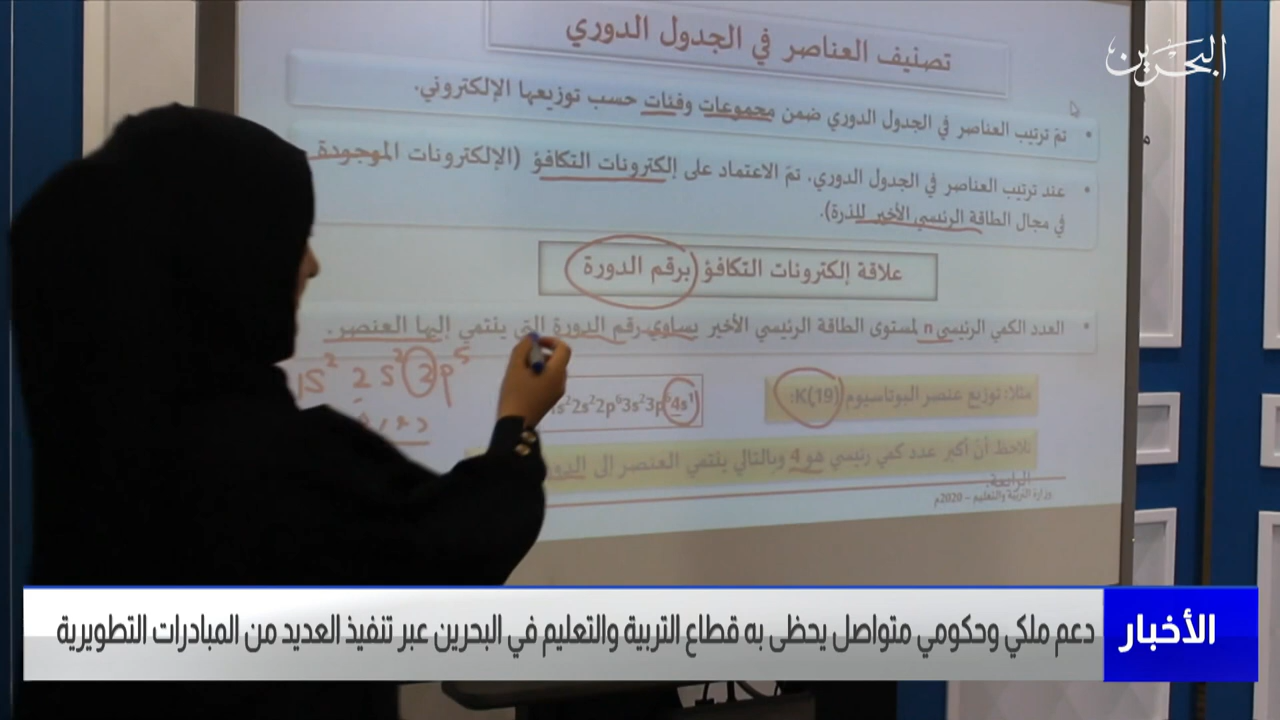 البحرين
تصنيف العناصر في الجدول الدوري
• تمّ ترتيب العناصر في الجدول الدوري ضمن مجموعات وفئات حسب توزيعها الإلكتروني.
• عند ترتيب العناصر في الجدول الدوري، تمّ الاعتماد على إلكترونات التكافؤ (الإلكترونات الموجودة
في مجال الطاقة الرئيسي الأخير للذرة).
علاقة إلكترونات التكافؤ برقم الدورة
• العدد الكمي الرئيسي n لمستوى الطاقة الرئيسي الأخير يساوي رقم الدورة التي ينتمي إليها العنصر.
1s² 2s² 2p⁵
مثلا: توزيع عنصر البوتاسيوم K(19):
1s²2s²2p⁶3s²3p⁶4s¹
نلاحظ أنّ أكبر عدد كمي رئيسي هو 4 وبالتالي ينتمي العنصر إلى
الرابعة.
وزارة التربية والتعليم – 2020م
الأخبار
دعم ملكي وحكومي متواصل يحظى به قطاع التربية والتعليم في البحرين عبر تنفيذ العديد من المبادرات التطويرية